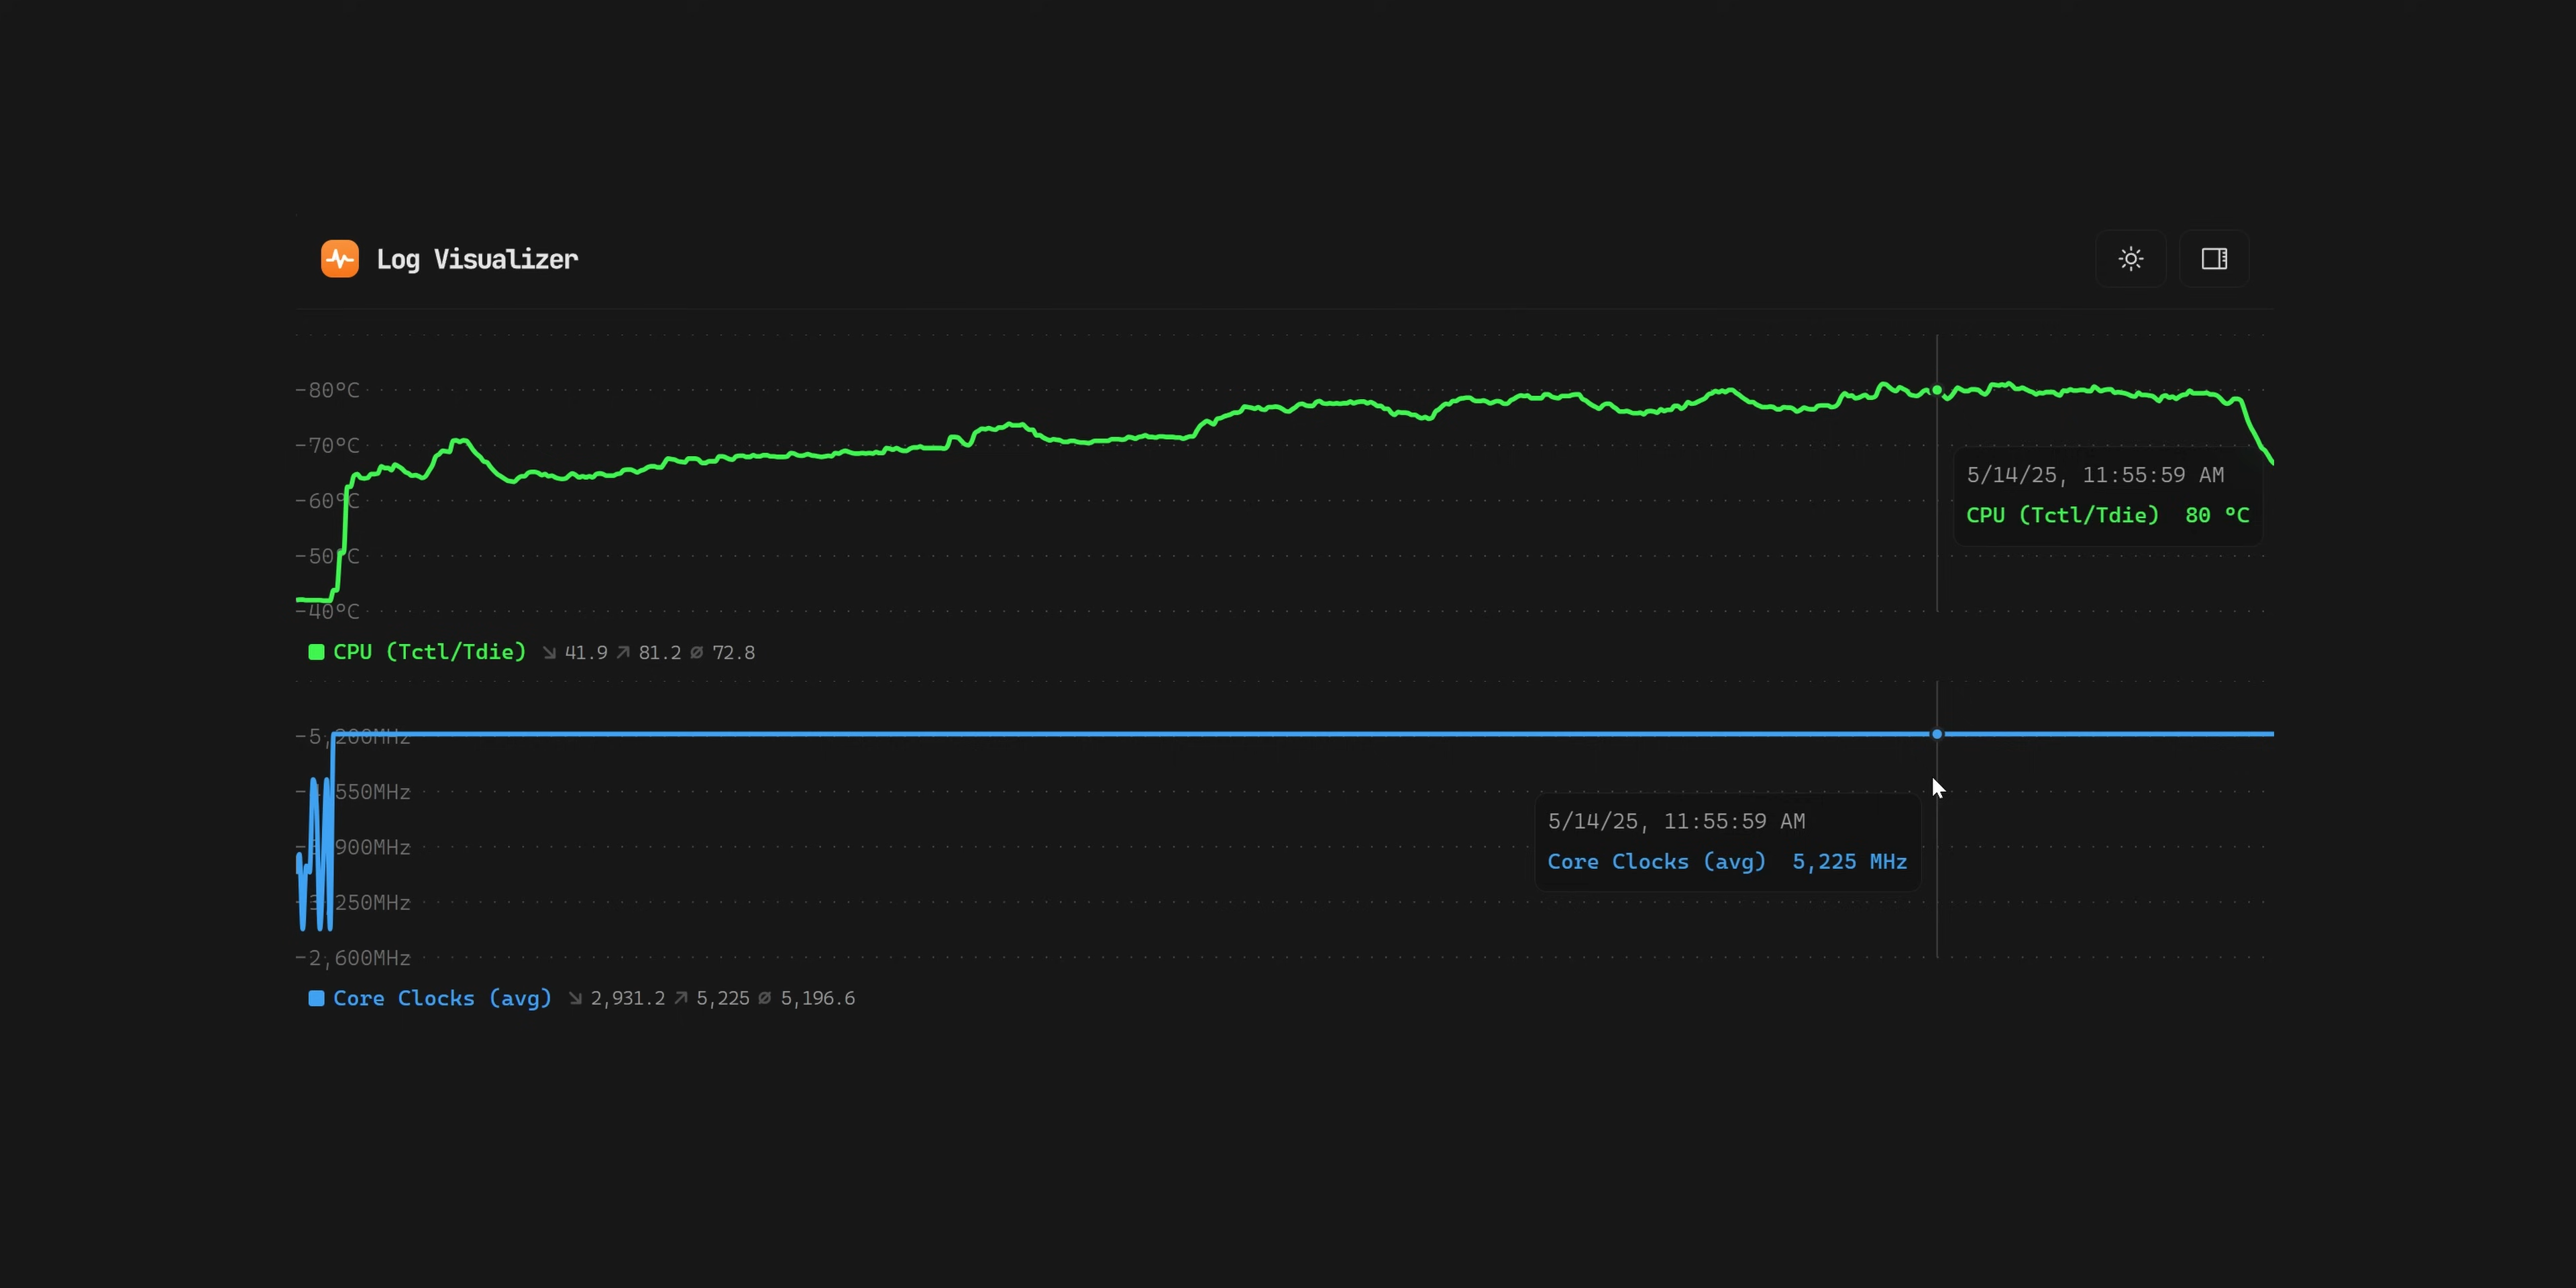 Log Visualizer
80°C
70°C
60°C
50°C
40°C
5/14/25, 11:55:59 AM
CPU (Tctl/Tdie) 80 °C
CPU (Tctl/Tdie) ↘ 41.9 ↗ 81.2 ⌀ 72.8
5,200MHz
550MHz
900MHz
250MHz
2,600MHz
5/14/25, 11:55:59 AM
Core Clocks (avg) 5,225 MHz
Core Clocks (avg) ↘ 2,931.2 ↗ 5,225 ⌀ 5,196.6